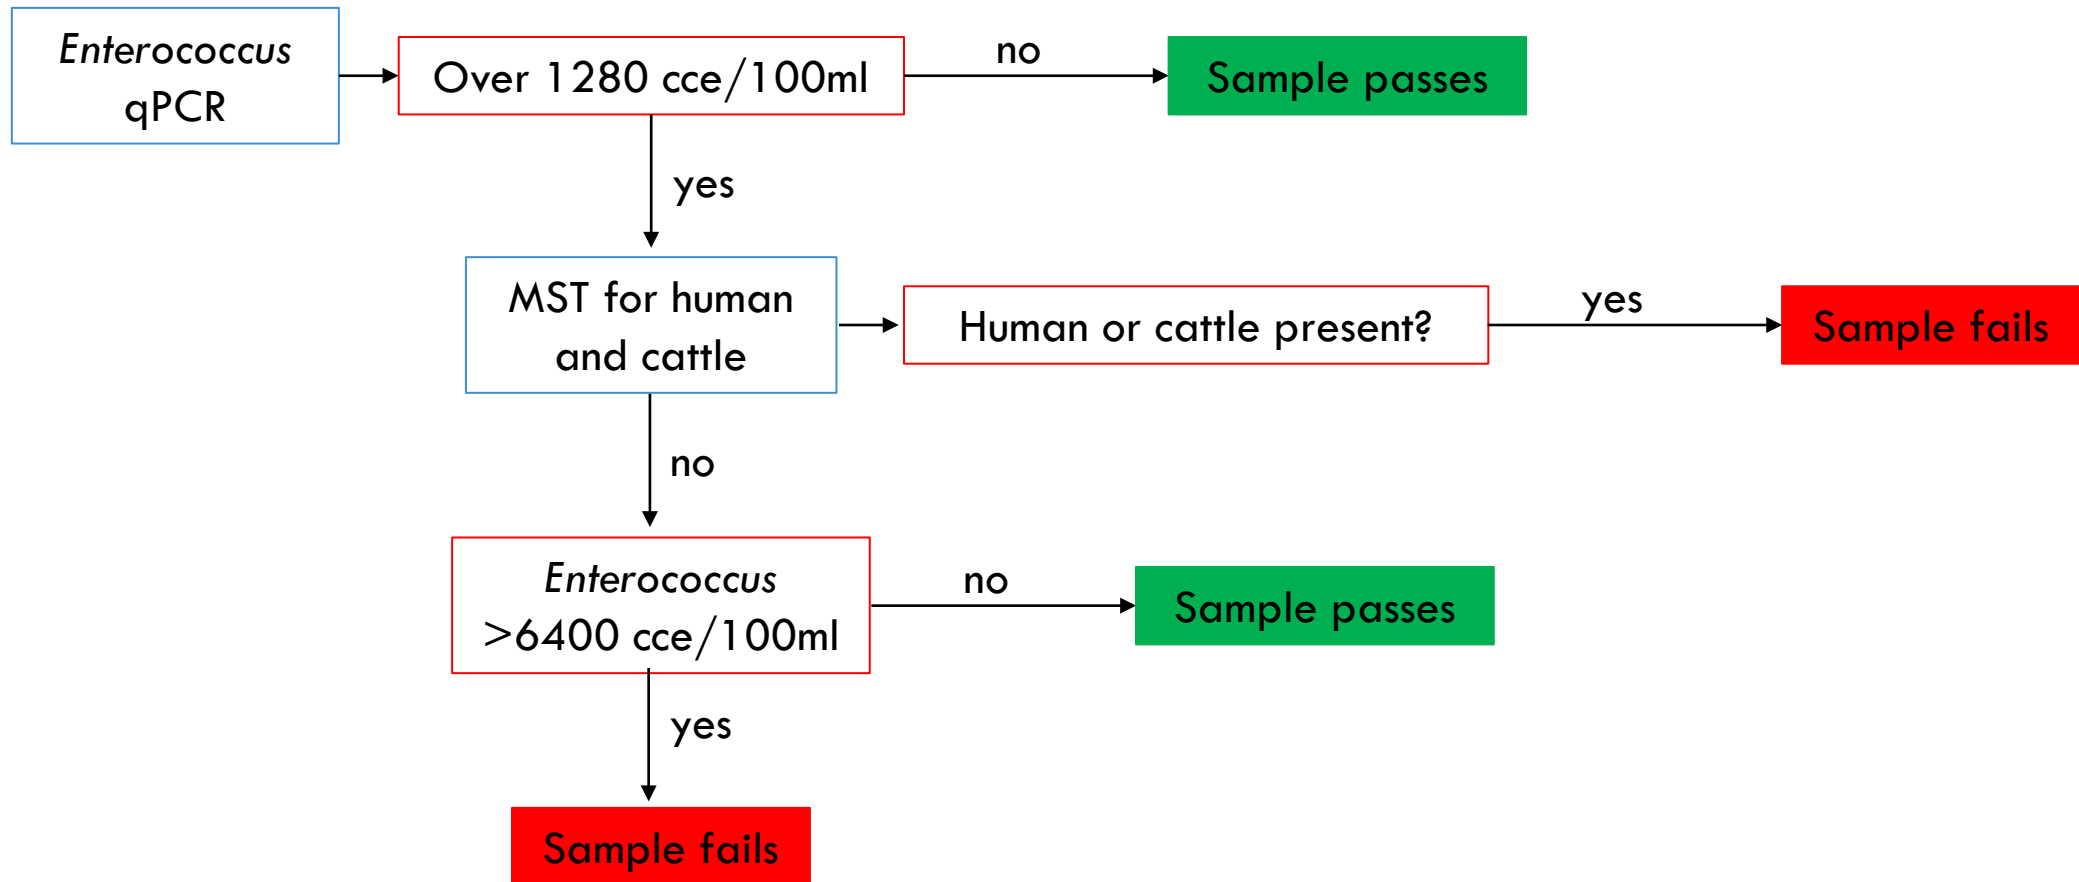 Enterococcus
qPCR
Over 1280 cce/100ml
no
Sample passes
yes
MST for human
and cattle
Human or cattle present?
yes
Sample fails
no
Enterococcus
>6400 cce/100ml
no
Sample passes
yes
Sample fails